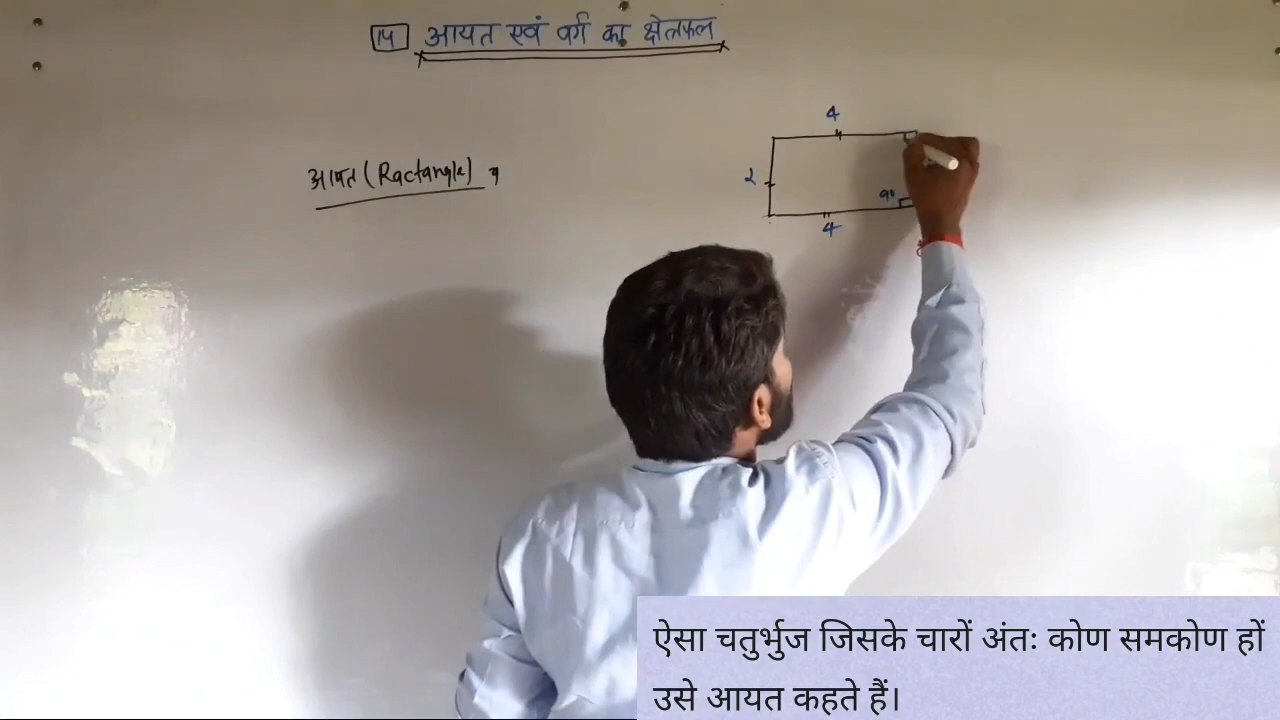 14 आयत एवं वर्ग का क्षेत्रफल
4
आयत (Ractangle)
2
90
4
ऐसा चतुर्भुज जिसके चारों अंतः कोण समकोण हों
उसे आयत कहते हैं।